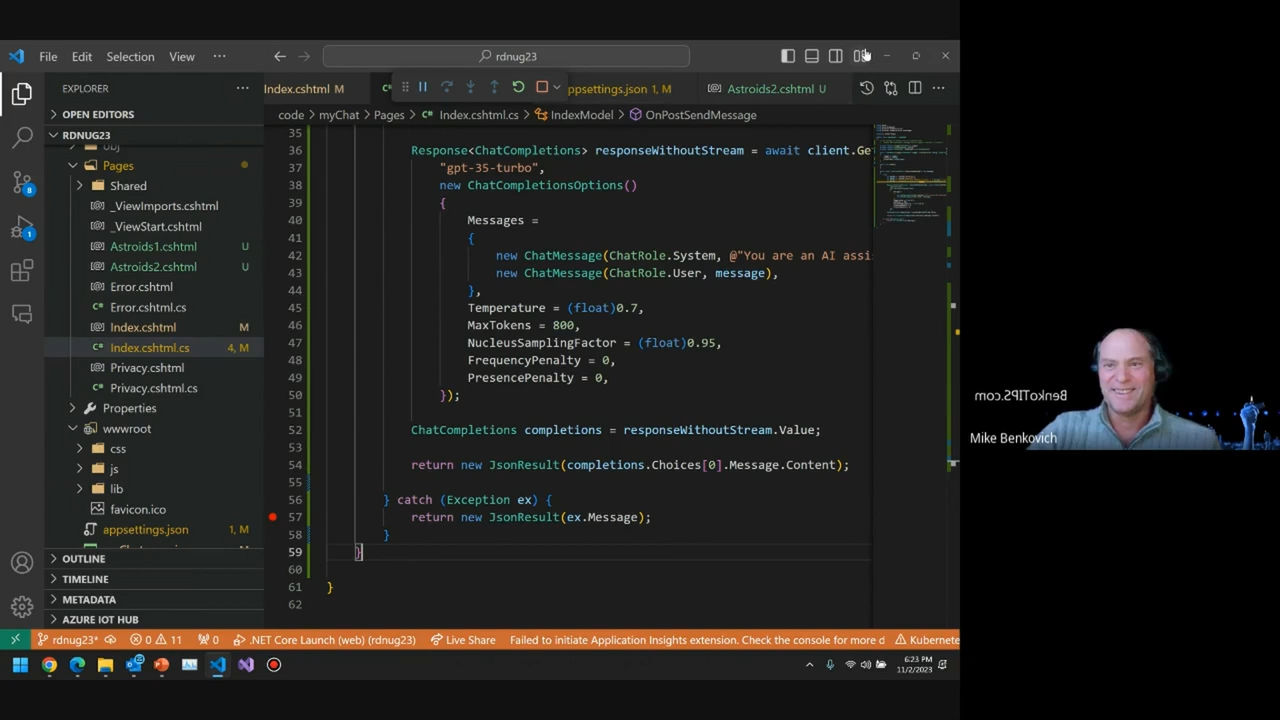 File Edit Selection View ··· rdnug23
EXPLORER ···
OPEN EDITORS
RDNUG23
obj
Pages
Shared
_ViewImports.cshtml
_ViewStart.cshtml
Astroids1.cshtml U
Astroids2.cshtml U
Error.cshtml
Error.cshtml.cs
Index.cshtml M
Index.cshtml.cs 4, M
Privacy.cshtml
Privacy.cshtml.cs
Properties
wwwroot
css
js
lib
favicon.ico
appsettings.json 1, M
OUTLINE
TIMELINE
METADATA
AZURE IOT HUB
8
1
Index.cshtml M appsettings.json 1, M Astroids2.cshtml U ···
code > myChat > Pages > Index.cshtml.cs > IndexModel > OnPostSendMessage
35
36 Response<ChatCompletions> responseWithoutStream = await client.Get
37 "gpt-35-turbo",
38 new ChatCompletionsOptions()
39 {
40 Messages =
41 {
42 new ChatMessage(ChatRole.System, @"You are an AI assi
43 new ChatMessage(ChatRole.User, message),
44 },
45 Temperature = (float)0.7,
46 MaxTokens = 800,
47 NucleusSamplingFactor = (float)0.95,
48 FrequencyPenalty = 0,
49 PresencePenalty = 0,
50 });
51
52 ChatCompletions completions = responseWithoutStream.Value;
53
54 return new JsonResult(completions.Choices[0].Message.Content);
55
56 } catch (Exception ex) {
57 return new JsonResult(ex.Message);
58 }
59 }
60
61 }
62
rdnug23* 0 11 0 .NET Core Launch (web) (rdnug23) Live Share Failed to initiate Application Insights extension. Check the console for more d Kubernete
6:23 PM
11/2/2023
BenkoTIPS.com
Mike Benkovich